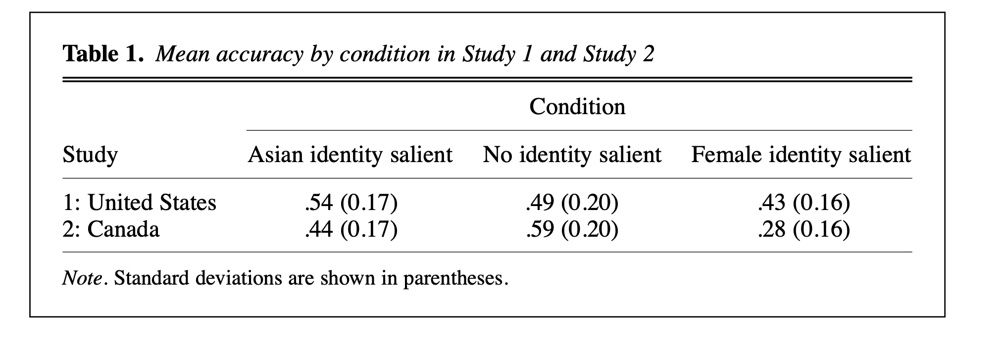 Table 1. Mean accuracy by condition in Study 1 and Study 2
Condition
Study Asian identity salient No identity salient Female identity salient
1: United States .54 (0.17) .49 (0.20) .43 (0.16)
2: Canada .44 (0.17) .59 (0.20) .28 (0.16)
Note. Standard deviations are shown in parentheses.